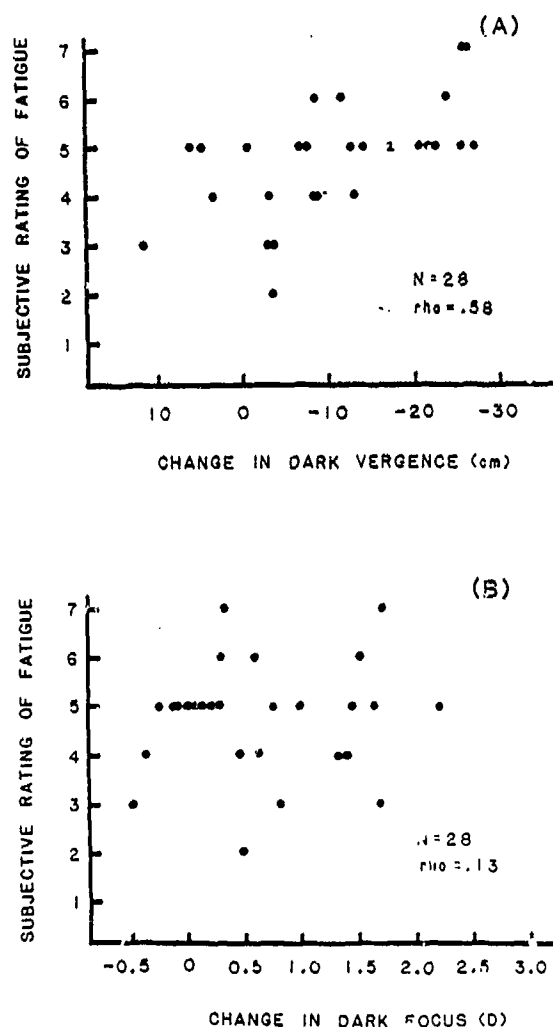 (A)
SUBJECTIVE RATING OF FATIGUE
7
6
5
4
3
2
1
N=28
rho=.58
10 0 -10 -20 -30
CHANGE IN DARK VERGENCE (cm)
(B)
SUBJECTIVE RATING OF FATIGUE
7
6
5
4
3
2
1
N=28
rho=.13
-0.5 0 0.5 1.0 1.5 2.0 2.5 3.0
CHANGE IN DARK FOCUS (D)